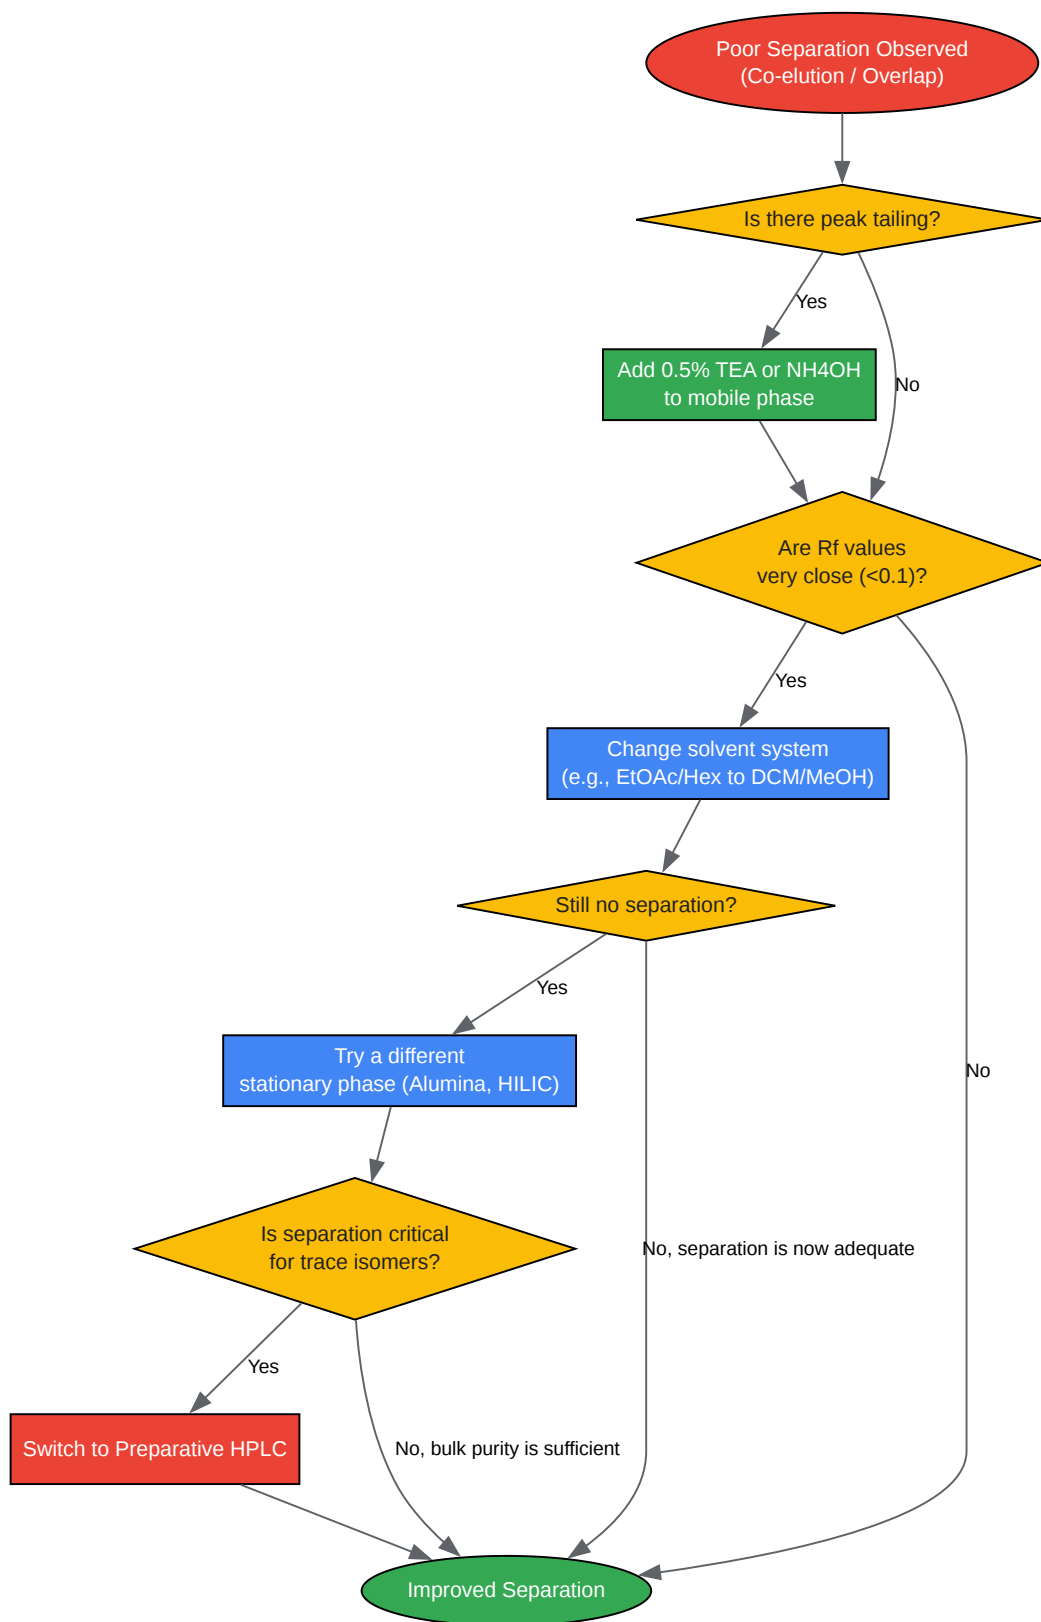 Poor Separation Observed
(Co-elution / Overlap)
Is there peak tailing?
Yes
Add 0.5% TEA or NH4OH
to mobile phase
No
Are Rf values
very close (<0.1)?
Yes
Change solvent system
(e.g., EtOAc/Hex to DCM/MeOH)
Still no separation?
Yes
Try a different
stationary phase (Alumina, HILIC)
No
Is separation critical
for trace isomers?
No, separation is now adequate
Yes
Switch to Preparative HPLC
No, bulk purity is sufficient
Improved Separation